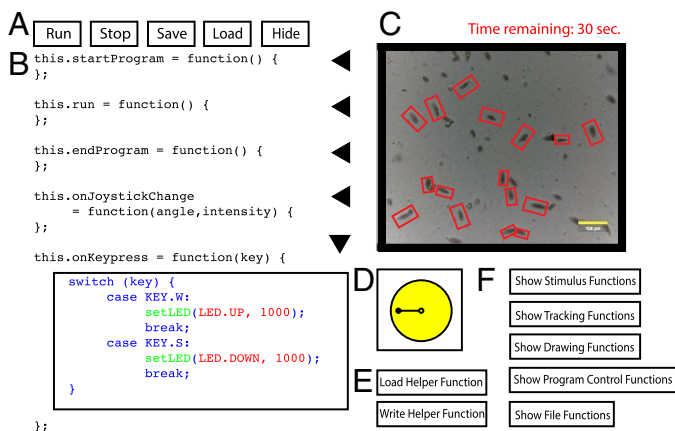 A
Run
Stop
Save
Load
Hide
B
this.startProgram = function() {
};
this.run = function() {
};
this.endProgram = function() {
};
this.onJoystickChange
= function(angle,intensity) {
};
this.onKeypress = function(key) {
switch (key) {
case KEY.W:
setLED(LED.UP, 1000);
break;
case KEY.S:
setLED(LED.DOWN, 1000);
break;
}
};
C
Time remaining: 30 sec.
D
E
Load Helper Function
Write Helper Function
F
Show Stimulus Functions
Show Tracking Functions
Show Drawing Functions
Show Program Control Functions
Show File Functions